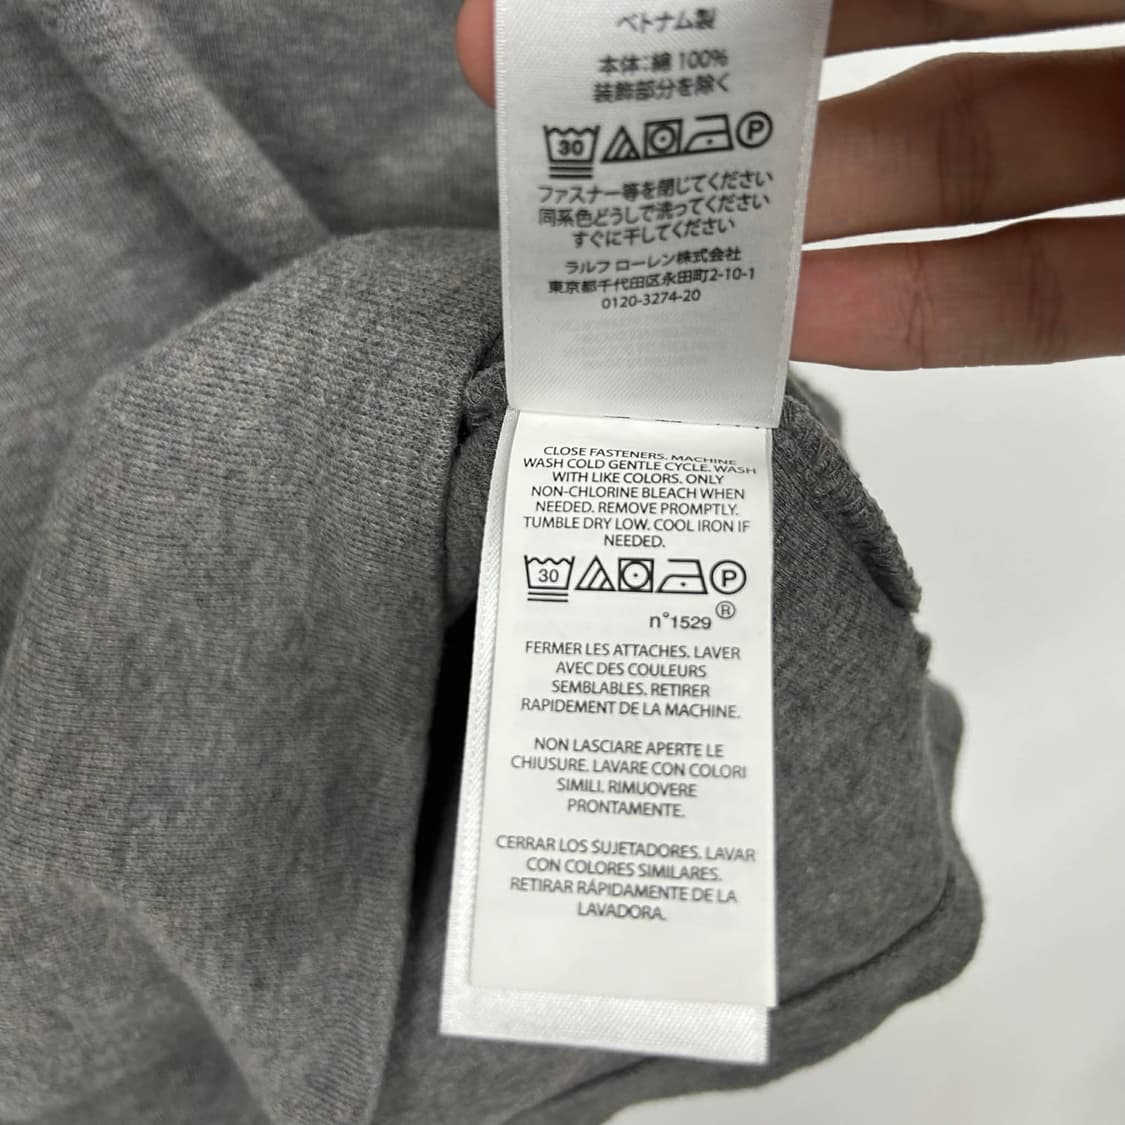 ベトナム製
本体：綿 100%
装飾部分を除く
30 P
ファスナー等を閉じてください
同系色どうしで洗ってください
すぐに干してください
ラルフ ローレン株式会社
東京都千代田区永田町2-10-1
0120-3274-20
CLOSE FASTENERS. MACHINE
WASH COLD GENTLE CYCLE. WASH
WITH LIKE COLORS. ONLY
NON-CHLORINE BLEACH WHEN
NEEDED. REMOVE PROMPTLY.
TUMBLE DRY LOW. COOL IRON IF
NEEDED.
30 P
n°1529 ®
FERMER LES ATTACHES. LAVER
AVEC DES COULEURS
SEMBLABLES. RETIRER
RAPIDEMENT DE LA MACHINE.
NON LASCIARE APERTE LE
CHIUSURE. LAVARE CON COLORI
SIMILI. RIMUOVERE
PRONTAMENTE.
CERRAR LOS SUJETADORES. LAVAR
CON COLORES SIMILARES.
RETIRAR RÁPIDAMENTE DE LA
LAVADORA.